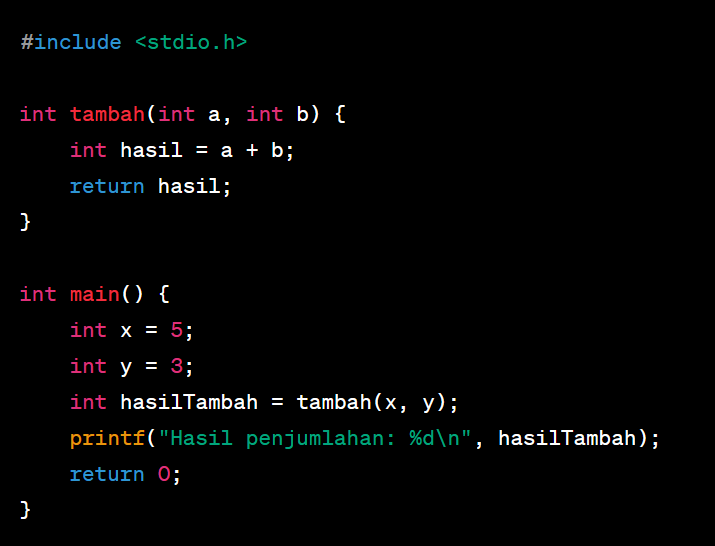 #include <stdio.h>

int tambah(int a, int b) {
    int hasil = a + b;
    return hasil;
}

int main() {
    int x = 5;
    int y = 3;
    int hasilTambah = tambah(x, y);
    printf("Hasil penjumlahan: %d\n", hasilTambah);
    return 0;
}